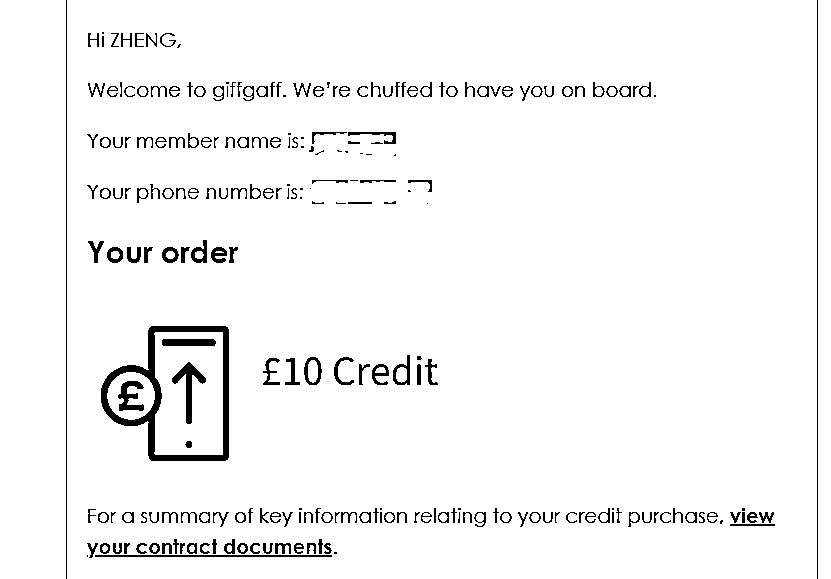 Hi ZHENG,
Welcome to giffgaff. We're chuffed to have you on board.
Your member name is:
Your phone number is:
Your order
£
£10 Credit
For a summary of key information relating to your credit purchase, view
your contract documents.